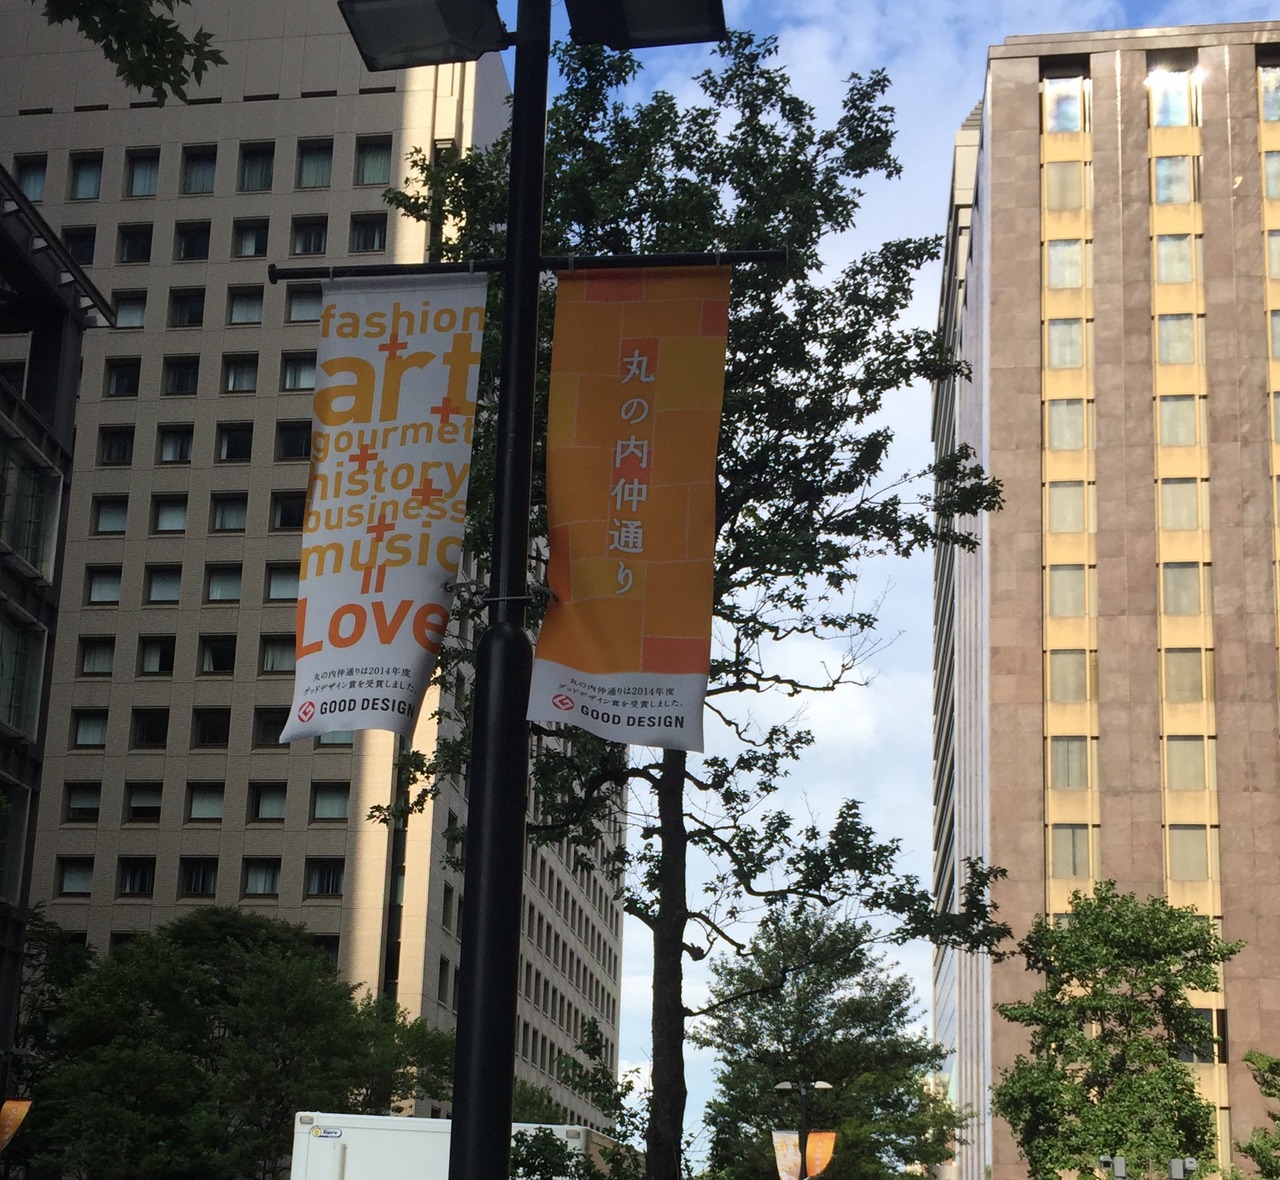 fashion
+
art
+
gourmet
+
history
+
business
+
music
=
Love
丸の内仲通りは2014年度
グッドデザイン賞を受賞しました。
GOOD DESIGN
丸の内仲通り
丸の内仲通りは2014年度
グッドデザイン賞を受賞しました。
GOOD DESIGN